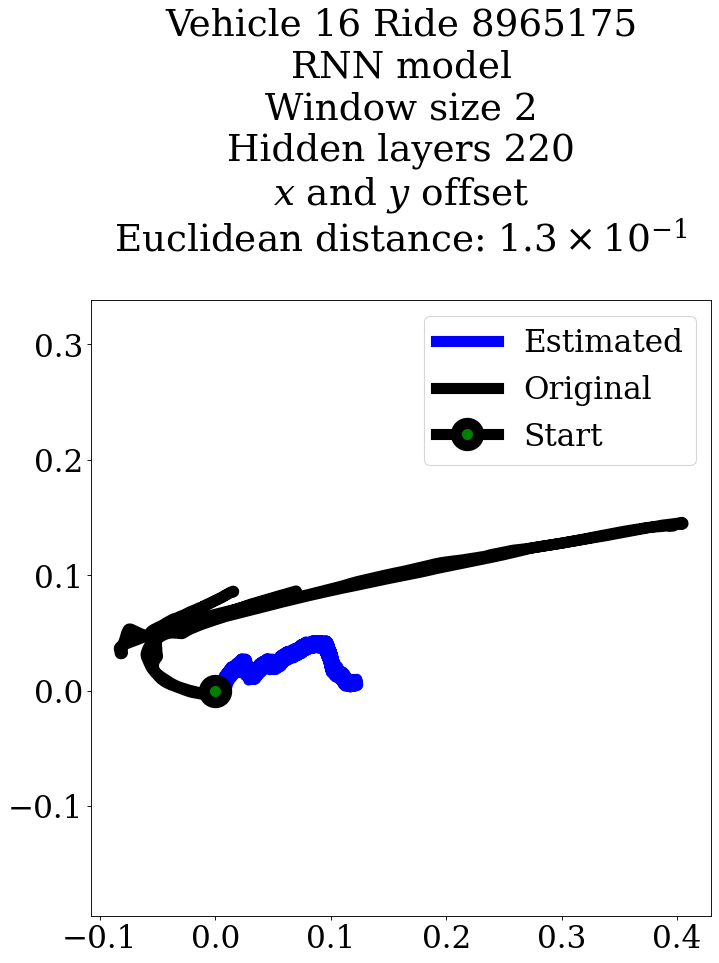 Vehicle 16 Ride 8965175
RNN model
Window size 2
Hidden layers 220
x and y offset
Euclidean distance: 1.3 × 10⁻¹
Estimated
Original
Start
0.3
0.2
0.1
0.0
−0.1
−0.1 0.0 0.1 0.2 0.3 0.4